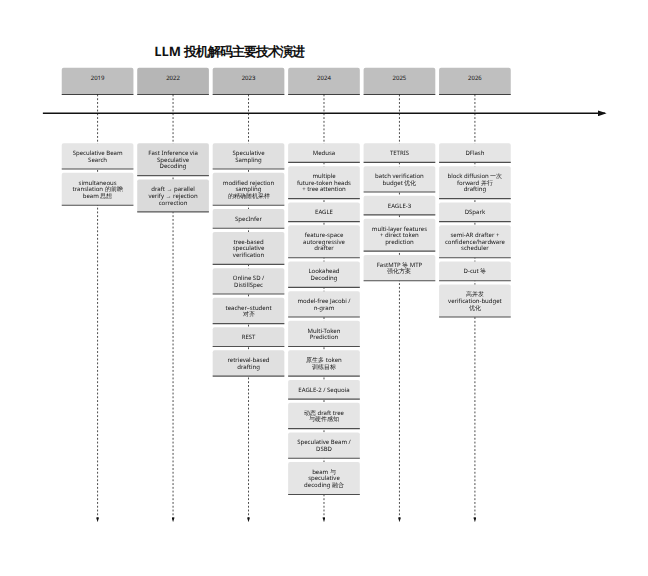 LLM 投机解码主要技术演进
2019
2022
2023
2024
2025
2026
Speculative Beam
Search
simultaneous
translation 的前瞻
beam 思想
Fast Inference via
Speculative
Decoding
draft → parallel
verify → rejection
correction
Speculative
Sampling
modified rejection
sampling
的精确随机采样
SpecInfer
tree-based
speculative
verification
Online SD /
DistillSpec
teacher–student
对齐
REST
retrieval-based
drafting
Medusa
multiple
future-token heads
+ tree attention
EAGLE
feature-space
autoregressive
drafter
Lookahead
Decoding
model-free Jacobi /
n-gram
Multi-Token
Prediction
原生多 token
训练目标
EAGLE-2 / Sequoia
动态 draft tree
与硬件感知
Speculative Beam /
DSBD
beam 与
speculative
decoding 融合
TETRIS
batch verification
budget 优化
EAGLE-3
multi-layer features
+ direct token
prediction
FastMTP 等 MTP
强化方案
DFlash
block diffusion 一次
forward 并行
drafting
DSpark
semi-AR drafter +
confidence/hardware
scheduler
D-cut 等
高并发
verification-budget
优化